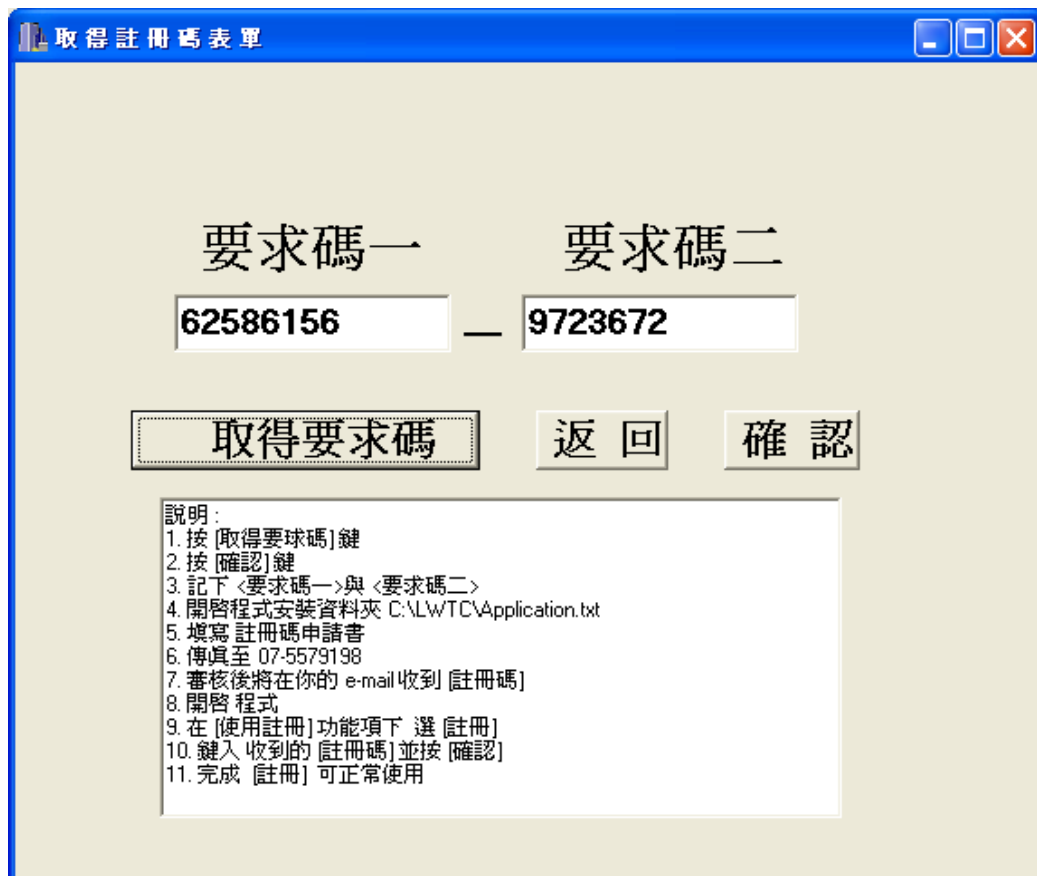 取得註冊碼表單
要求碼一 要求碼二
62586156 — 9723672
取得要求碼 返 回 確 認
說明 :
1. 按 [取得要球碼] 鍵
2. 按 [確認] 鍵
3. 記下 <要求碼一>與 <要求碼二>
4. 開啓程式安裝資料夾 C:\LWTC\Application.txt
5. 填寫 註冊碼申請書
6. 傳眞至 07-5579198
7. 審核後將在你的 e-mail 收到 [註冊碼]
8. 開啓 程式
9. 在 [使用註冊] 功能項下 選 [註冊]
10. 鍵入 收到的 [註冊碼] 並按 [確認]
11. 完成 [註冊] 可正常使用